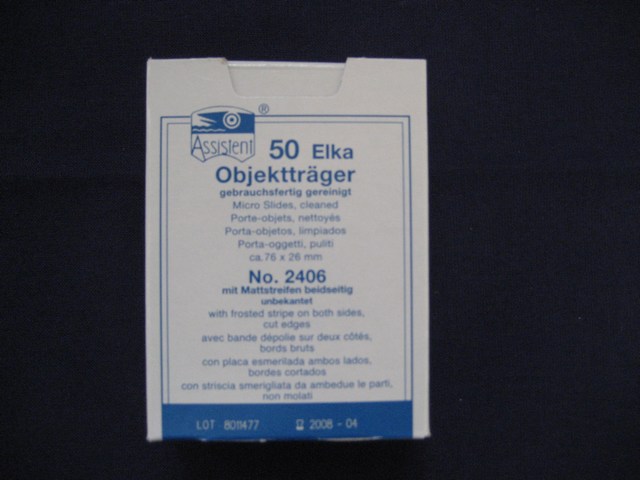 Assistent ®
50 Elka
Objektträger
gebrauchsfertig gereinigt
Micro Slides, cleaned
Porte-objets, nettoyés
Porta-objetos, limpiados
Porta-oggetti, puliti
ca. 76 x 26 mm
No. 2406
mit Mattstreifen beidseitig
unbekantet
with frosted stripe on both sides,
cut edges
avec bande dépolie sur deux côtés,
bords bruts
con placa esmerilada ambos lados,
bordes cortados
con striscia smerigliata da ambedue le parti,
non molati
LOT 8011477 2008 - 04